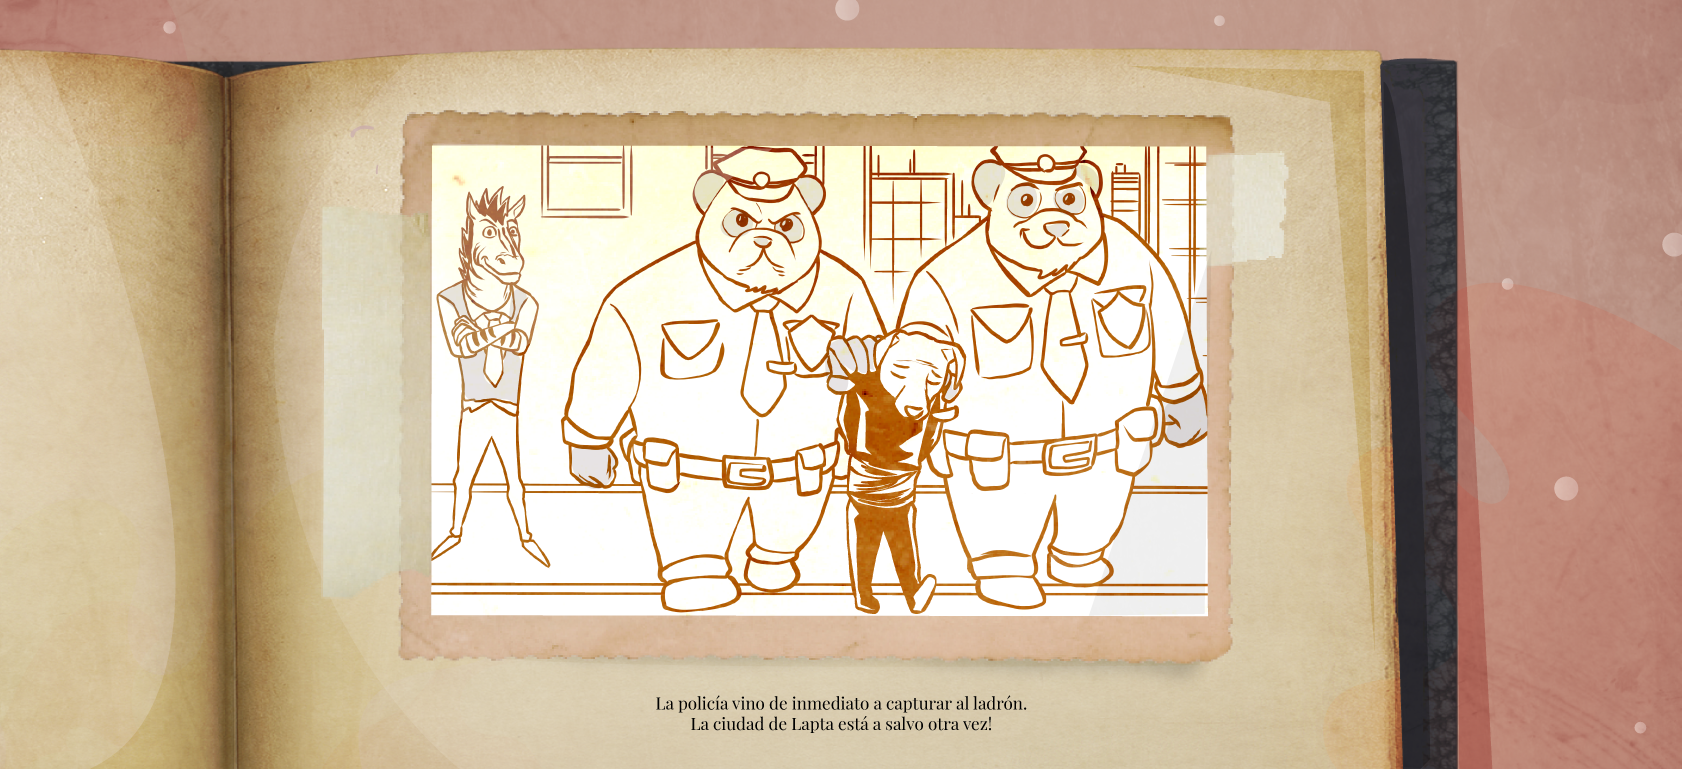 La policía vino de inmediato a capturar al ladrón.
La ciudad de Lapta está a salvo otra vez!